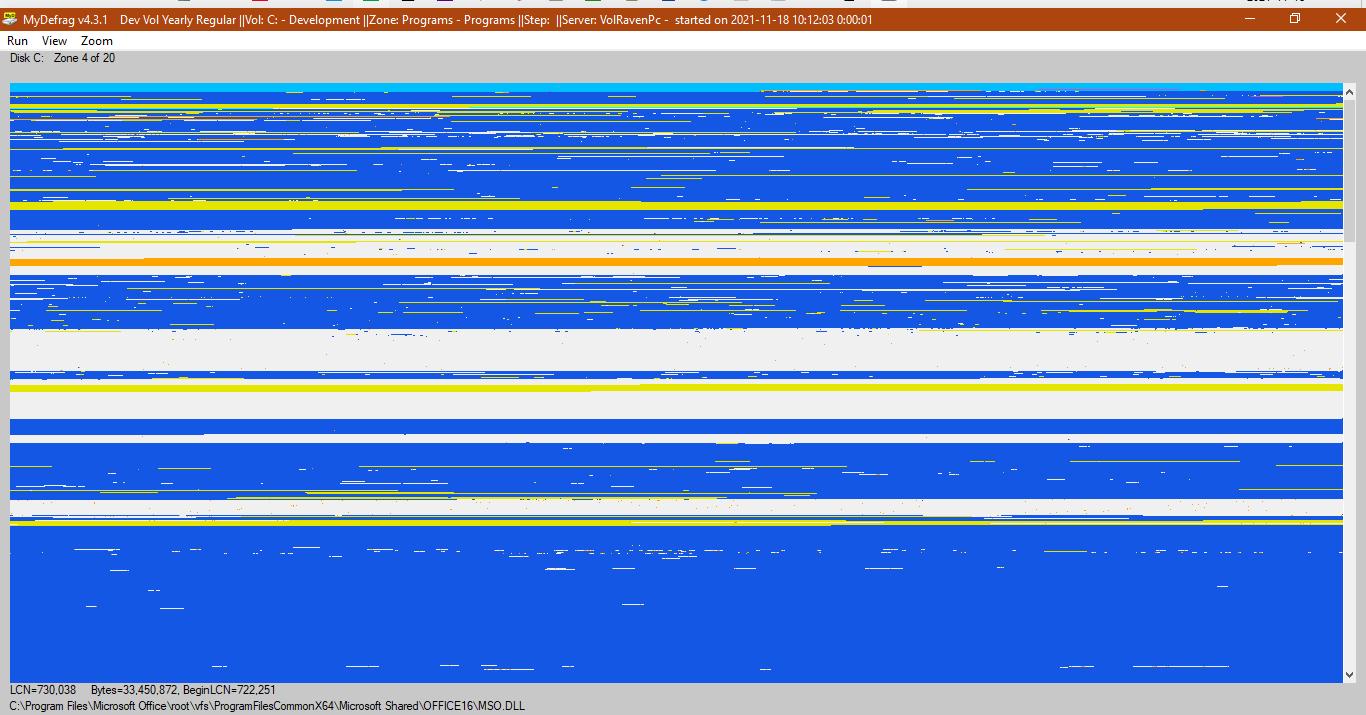 MyDefrag v4.3.1    Dev Vol Yearly Regular ||Vol: C: - Development ||Zone: Programs - Programs ||Step:  ||Server: VolRavenPc -  started on 2021-11-18 10:12:03 0:00:01
Run View Zoom
Disk C:   Zone 4 of 20
LCN=730,038     Bytes=33,450,872, BeginLCN=722,251
C:\Program Files\Microsoft Office\root\vfs\ProgramFilesCommonX64\Microsoft Shared\OFFICE16\MSO.DLL